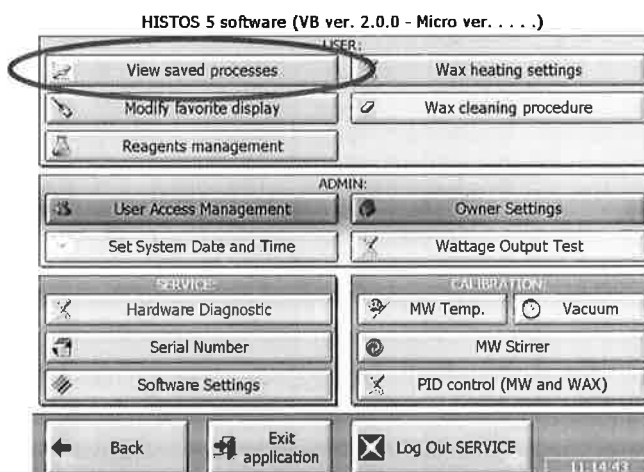 HISTOS 5 software (VB ver. 2.0.0 - Micro ver. . . . .)
USER:
View saved processes
Wax heating settings
Modify favorite display
Wax cleaning procedure
Reagents management
ADMIN:
User Access Management
Owner Settings
Set System Date and Time
Wattage Output Test
SERVICE:
CALIBRATION:
Hardware Diagnostic
MW Temp.
Vacuum
Serial Number
MW Stirrer
Software Settings
PID control (MW and WAX)
Back
Exit
application
Log Out SERVICE